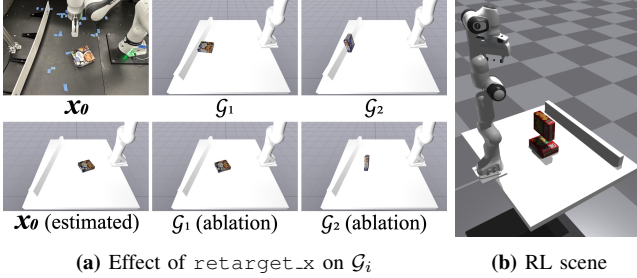 x₀ 𝒢₁ 𝒢₂
x₀ (estimated) 𝒢₁ (ablation) 𝒢₂ (ablation)
(a) Effect of retarget_x on 𝒢ᵢ (b) RL scene